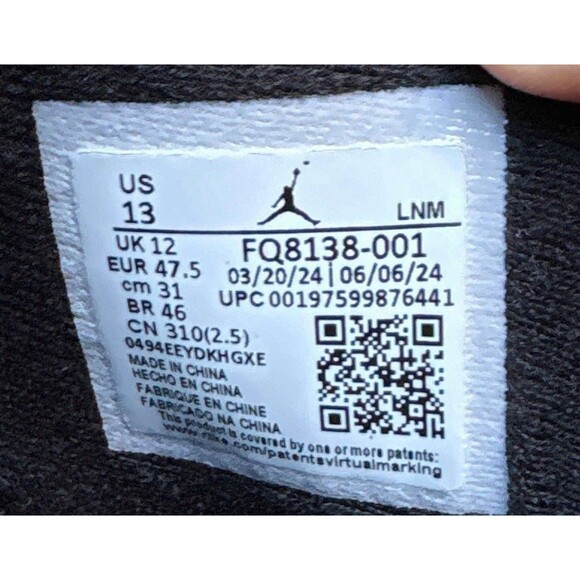 US
13
LNM
UK 12
EUR 47.5
cm 31
BR 46
CN 310(2.5)
FQ8138-001
03/20/24 | 06/06/24
UPC 00197599876441
0494EEYDKHGXE
MADE IN CHINA
HECHO EN CHINA
FABRIQUE EN CHINE
FABRICADO NA CHINA
This product is covered by one or more patents:
www.nike.com/patentsvirtualmarking